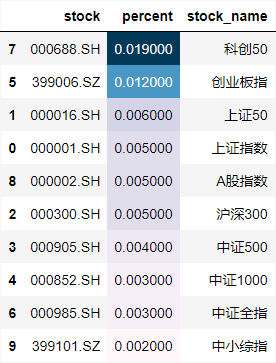 stock percent stock_name
7 000688.SH 0.019000 科创50
5 399006.SZ 0.012000 创业板指
1 000016.SH 0.006000 上证50
0 000001.SH 0.005000 上证指数
8 000002.SH 0.005000 A股指数
2 000300.SH 0.005000 沪深300
3 000905.SH 0.004000 中证500
4 000852.SH 0.003000 中证1000
6 000985.SH 0.003000 中证全指
9 399101.SZ 0.002000 中小综指